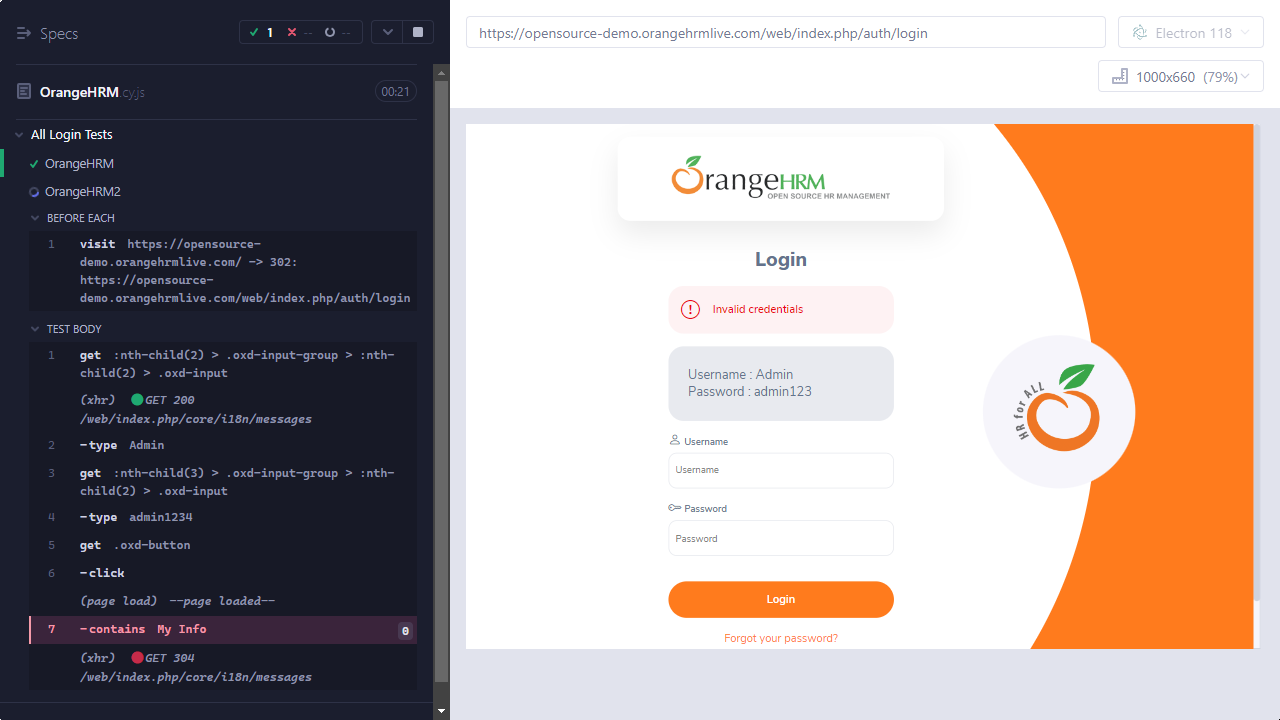 Specs
1
--
--
OrangeHRM.cy.js
00:21
All Login Tests
OrangeHRM
OrangeHRM2
BEFORE EACH
1 visit https://opensource-
demo.orangehrmlive.com/ -> 302:
https://opensource-
demo.orangehrmlive.com/web/index.php/auth/login
TEST BODY
1 get :nth-child(2) > .oxd-input-group > :nth-
child(2) > .oxd-input
(xhr) GET 200
/web/index.php/core/i18n/messages
2 -type Admin
3 get :nth-child(3) > .oxd-input-group > :nth-
child(2) > .oxd-input
4 -type admin1234
5 get .oxd-button
6 -click
(page load) --page loaded--
7 -contains My Info 0
(xhr) GET 304
/web/index.php/core/i18n/messages
https://opensource-demo.orangehrmlive.com/web/index.php/auth/login
Electron 118
1000x660 (79%)
OrangeHRM
OPEN SOURCE HR MANAGEMENT
Login
! Invalid credentials
Username : Admin
Password : admin123
Username
Username
Password
Password
Login
Forgot your password?
HR for ALL